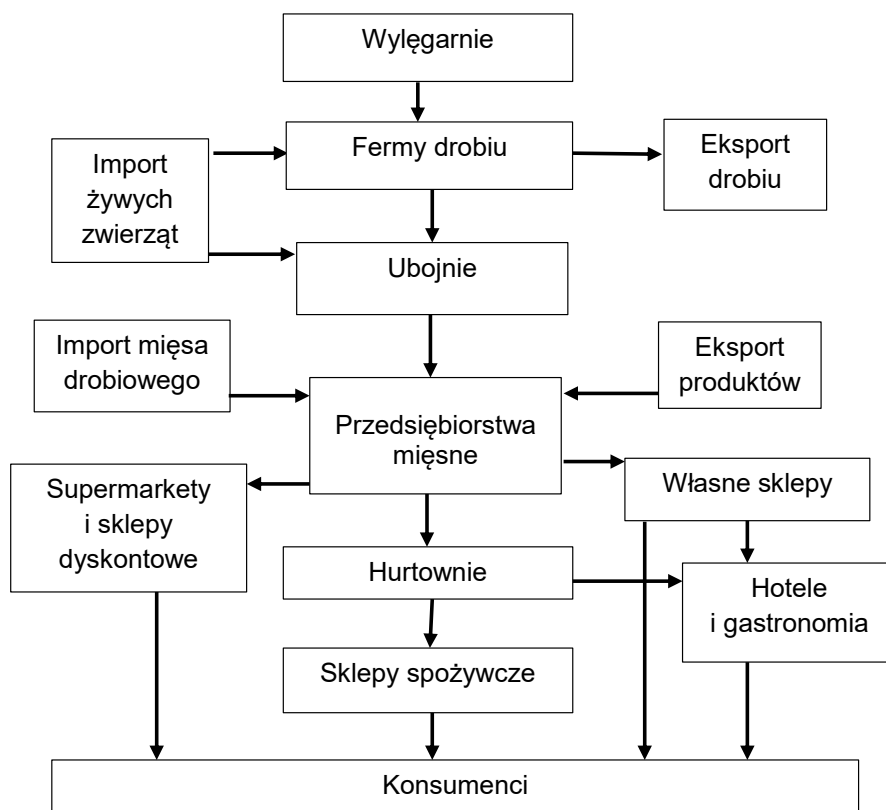 Wylęgarnie
Fermy drobiu
Eksport
drobiu
Import
żywych
zwierząt
Ubojnie
Import mięsa
drobiowego
Eksport
produktów
Przedsiębiorstwa
mięsne
Supermarkety
i sklepy
dyskontowe
Własne sklepy
Hurtownie
Hotele
i gastronomia
Sklepy spożywcze
Konsumenci